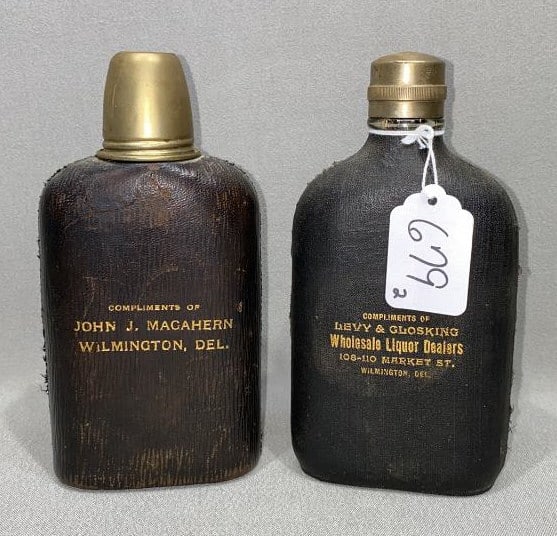 COMPLIMENTS OF
JOHN J. MACAHERN
WILMINGTON, DEL.
679
2
COMPLIMENTS OF
LEVY & GLOSKING
Wholesale Liquor Dealers
108-110 MARKET ST.
WILMINGTON, DEL.